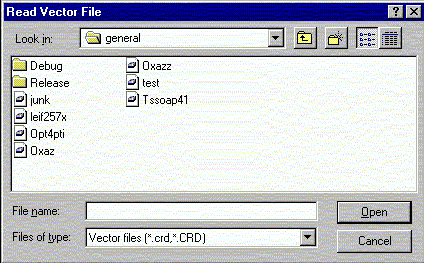 Read Vector File
Look in: general
Debug
Release
junk
leif257x
Opt4pti
Oxaz
Oxazz
test
Tssoap41
File name:
Open
Files of type: Vector files (*.crd,*.CRD)
Cancel